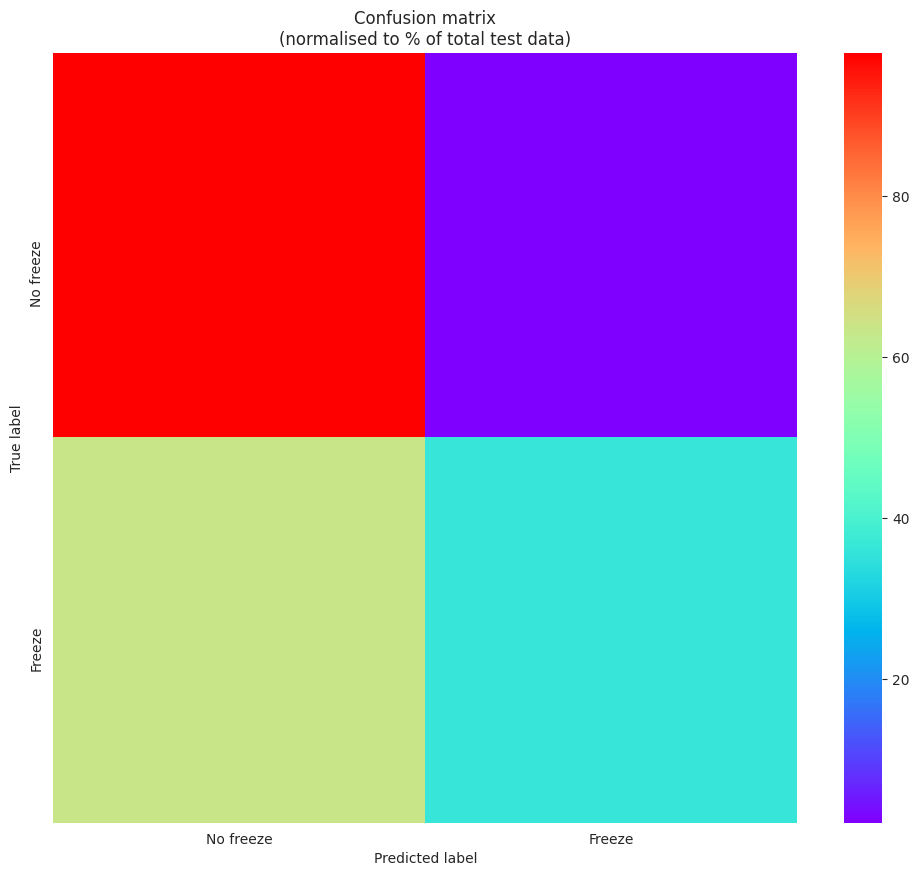 Confusion matrix
(normalised to % of total test data)
True label
No freeze
Freeze
No freeze
Freeze
Predicted label
80
60
40
20